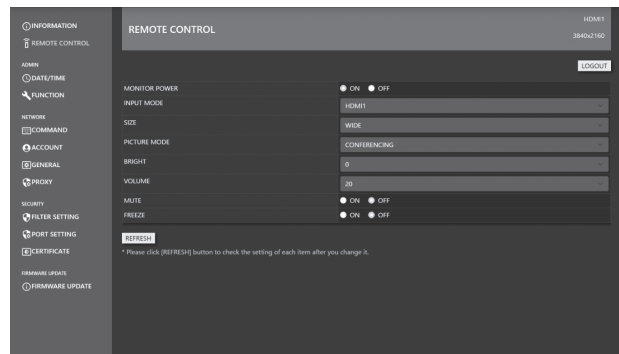 INFORMATION
REMOTE CONTROL
ADMIN
DATE/TIME
FUNCTION
NETWORK
COMMAND
ACCOUNT
GENERAL
PROXY
SECURITY
FILTER SETTING
PORT SETTING
CERTIFICATE
FIRMWARE UPDATE
FIRMWARE UPDATE
REMOTE CONTROL
HDMI1
3840x2160
LOGOUT
MONITOR POWER ON OFF
INPUT MODE HDMI1
SIZE WIDE
PICTURE MODE CONFERENCING
BRIGHT 0
VOLUME 20
MUTE ON OFF
FREEZE ON OFF
REFRESH
* Please click [REFRESH] button to check the setting of each item after you change it.